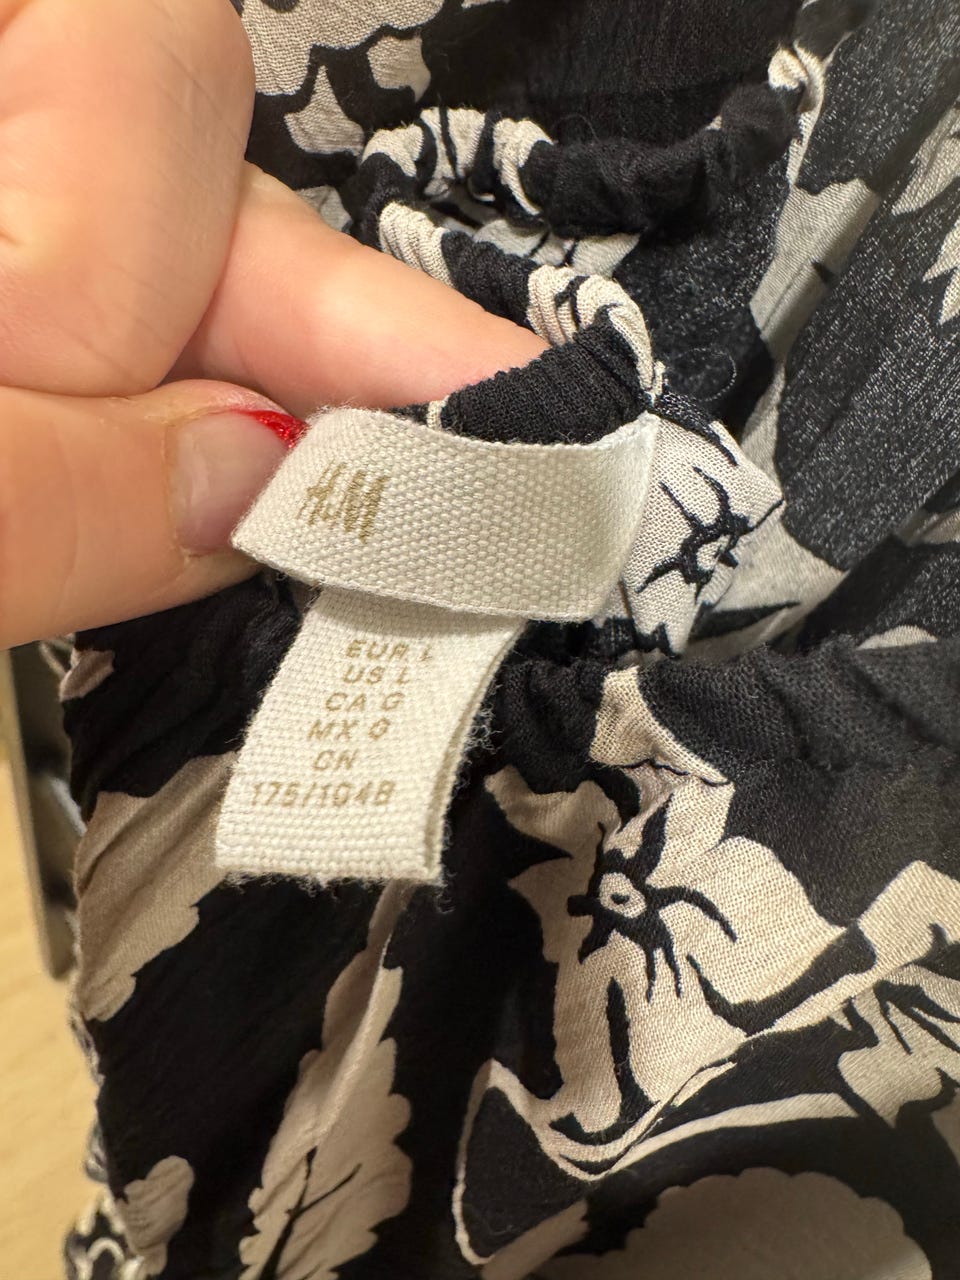 H&M
EUR L
US L
CA G
MX G
CN
175/104B